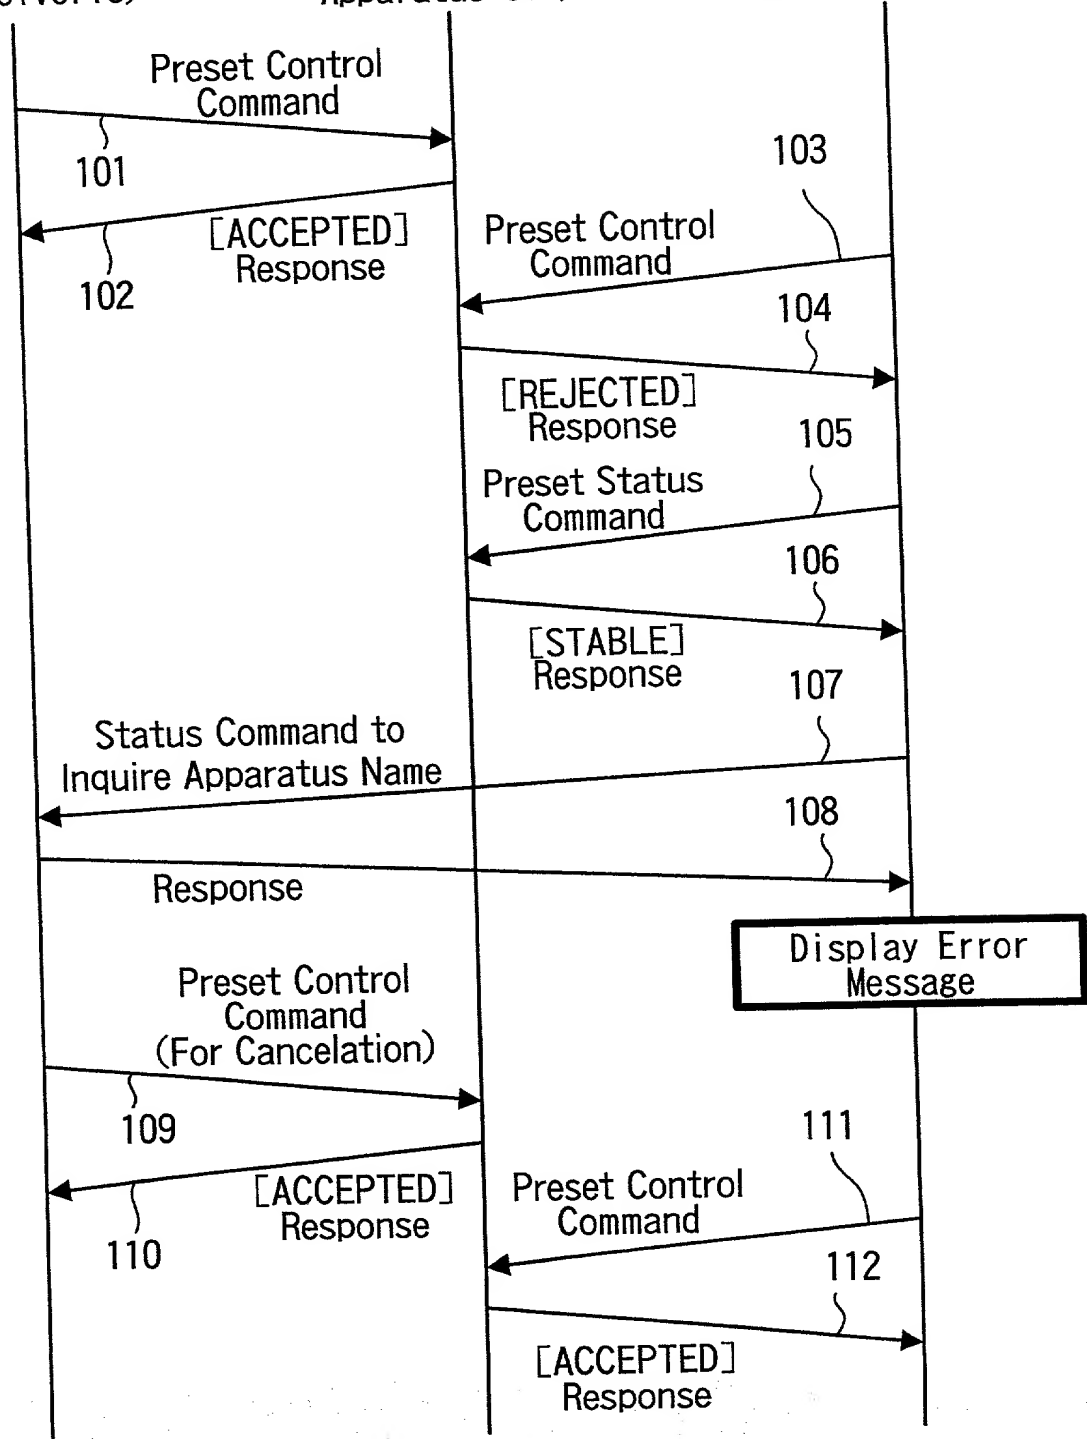 Apparatus
Preset Control
Command
101
103
[ACCEPTED]
Response
102
Preset Control
Command
104
[REJECTED]
Response
105
Preset Status
Command
106
[STABLE]
Response
107
Status Command to
Inquire Apparatus Name
108
Response
Display Error
Message
Preset Control
Command
(For Cancelation)
109
111
[ACCEPTED]
Response
110
Preset Control
Command
112
[ACCEPTED]
Response